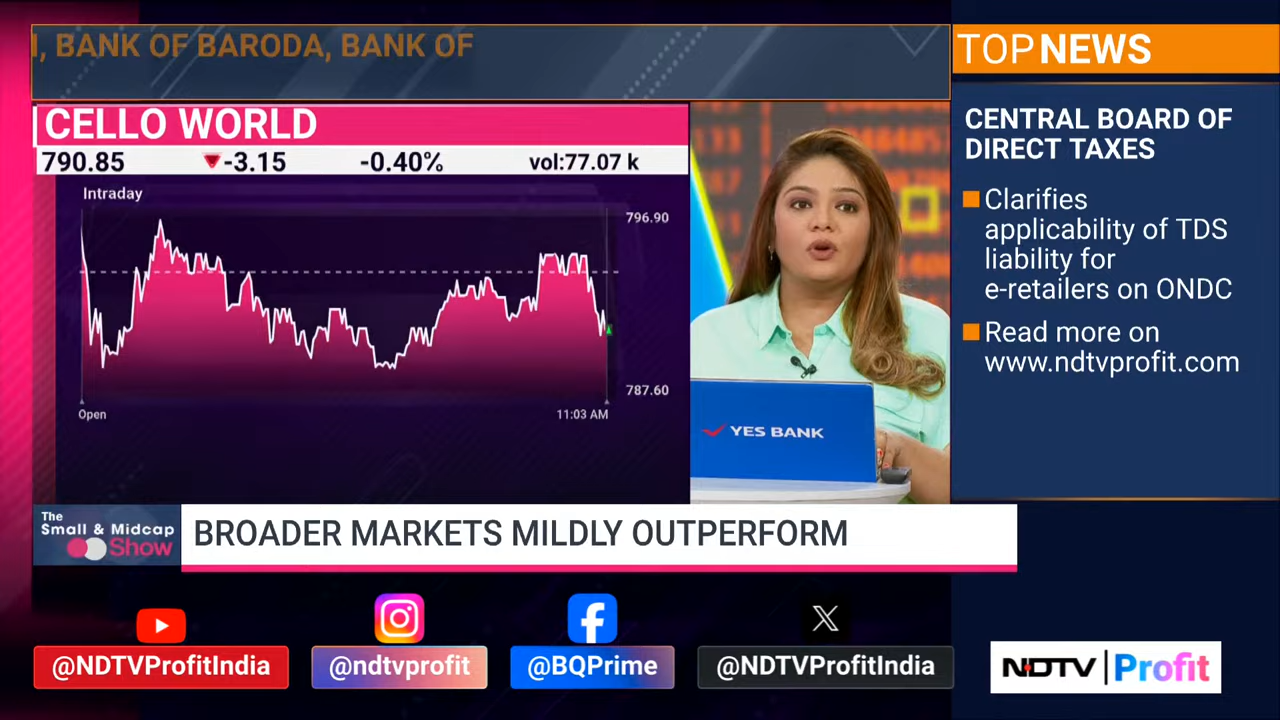 BANK OF BARODA, BANK OF
TOP NEWS
CELLO WORLD
790.85 -3.15 -0.40% vol:77.07 k
Intraday
796.90
787.60
Open 11:03 AM
YES BANK
CENTRAL BOARD OF
DIRECT TAXES
Clarifies
applicability of TDS
liability for
e-retailers on ONDC
Read more on
www.ndtvprofit.com
The
Small & Midcap
Show
BROADER MARKETS MILDLY OUTPERFORM
@NDTVProfitIndia
@ndtvprofit
@BQPrime
@NDTVProfitIndia
NDTV Profit